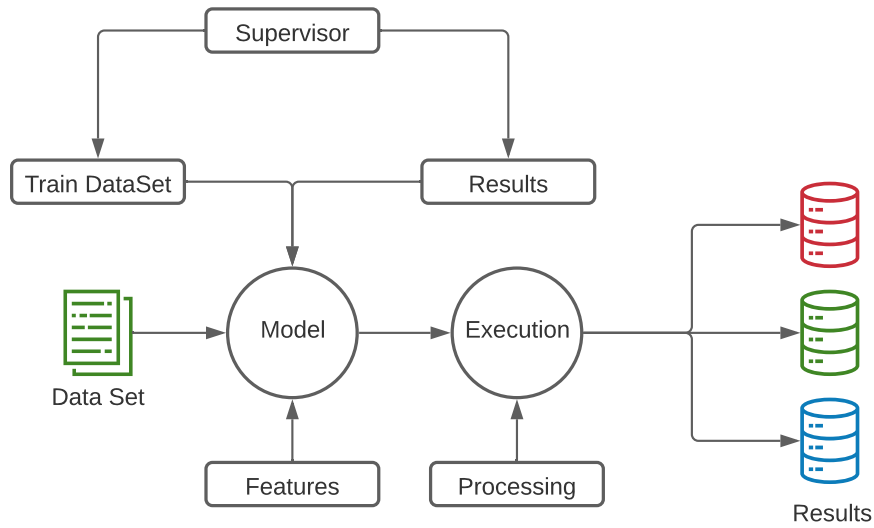 Supervisor
Train DataSet
Results
Model
Execution
Data Set
Features
Processing
Results